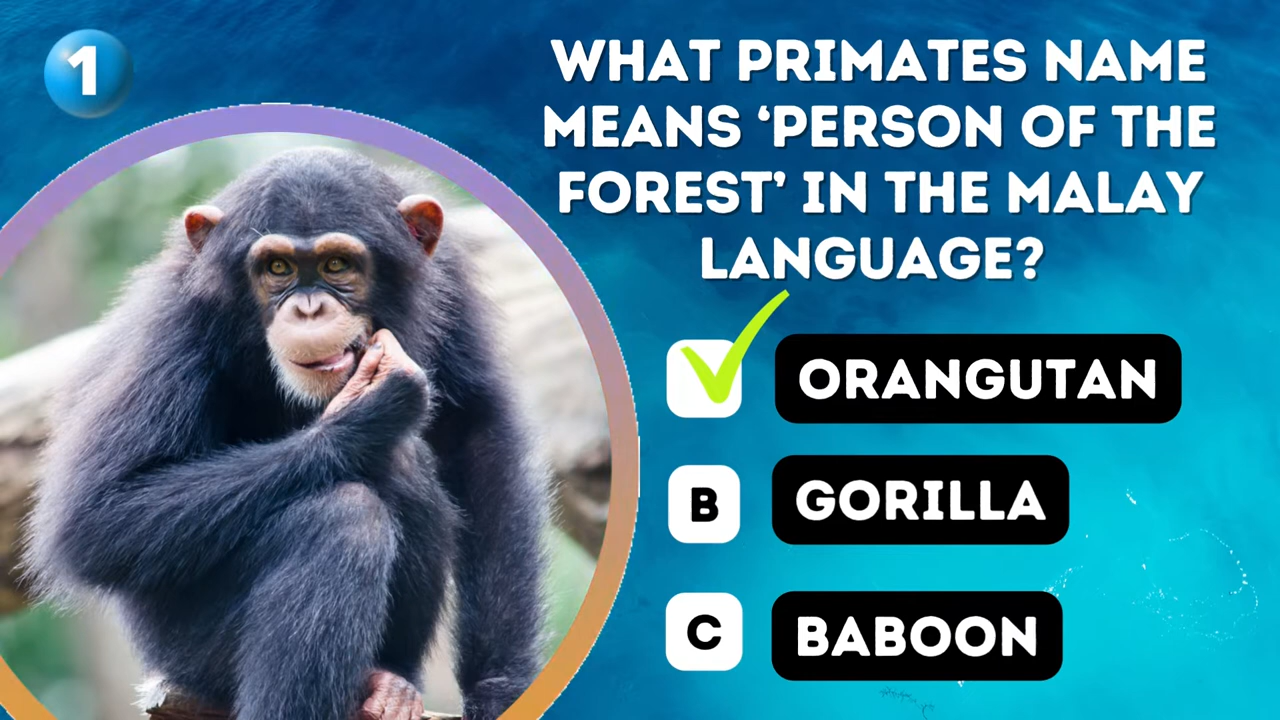 1
WHAT PRIMATES NAME
MEANS ‘PERSON OF THE
FOREST’ IN THE MALAY
LANGUAGE?
ORANGUTAN
B GORILLA
C BABOON